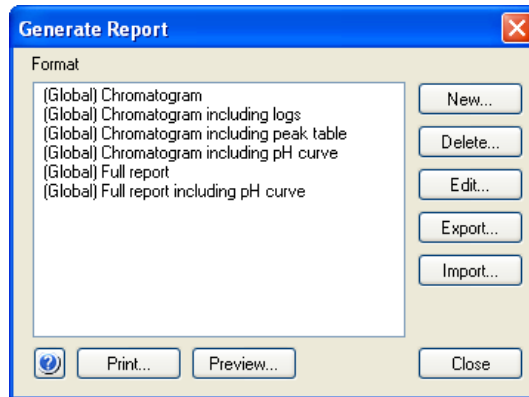 Generate Report
Format
(Global) Chromatogram
(Global) Chromatogram including logs
(Global) Chromatogram including peak table
(Global) Chromatogram including pH curve
(Global) Full report
(Global) Full report including pH curve
New...
Delete...
Edit...
Export...
Import...
Print...
Preview...
Close